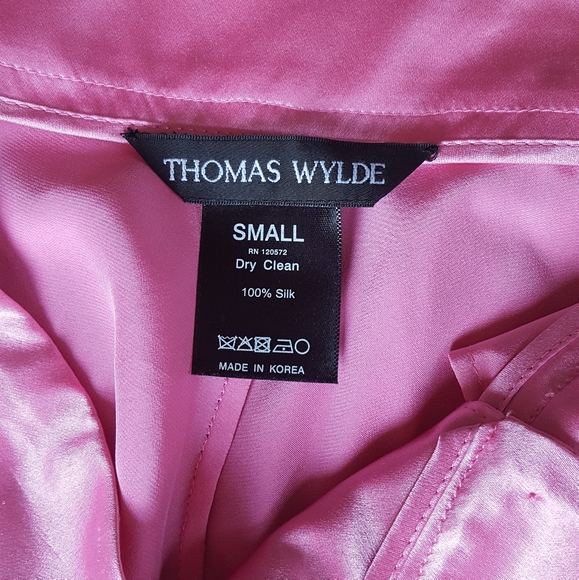 THOMAS WYLDE
SMALL
RN 120572
Dry Clean
100% Silk
MADE IN KOREA